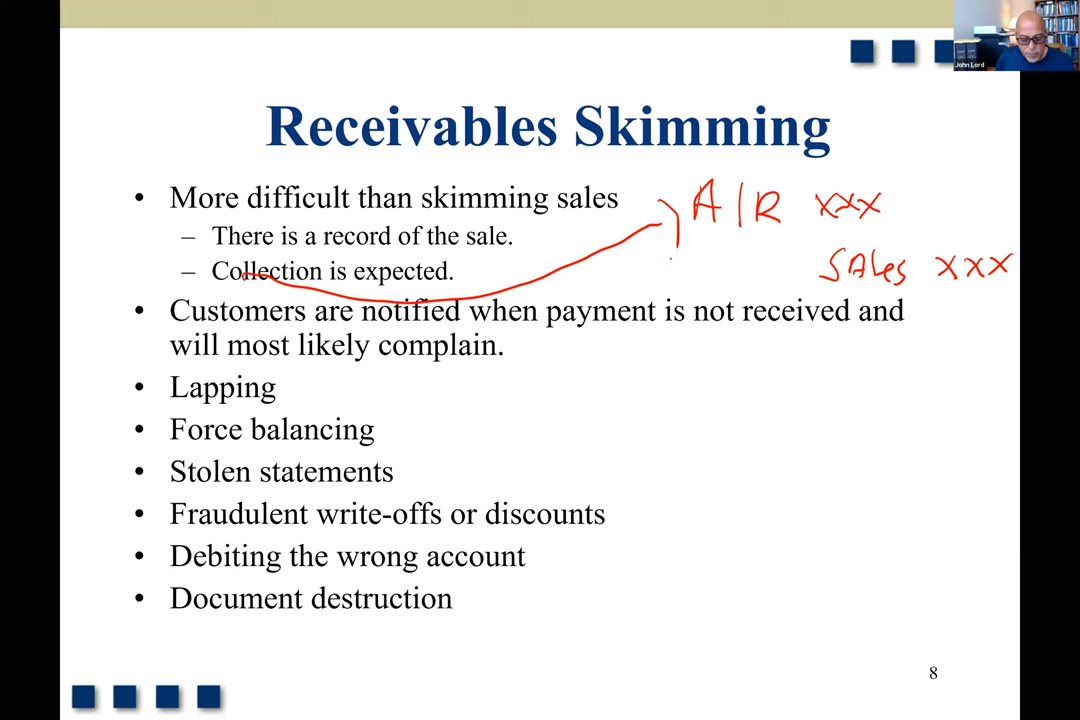 John Lord
Receivables Skimming
• More difficult than skimming sales
– There is a record of the sale.
– Collection is expected.
A/R xxx
Sales xxx
• Customers are notified when payment is not received and
will most likely complain.
• Lapping
• Force balancing
• Stolen statements
• Fraudulent write-offs or discounts
• Debiting the wrong account
• Document destruction
8